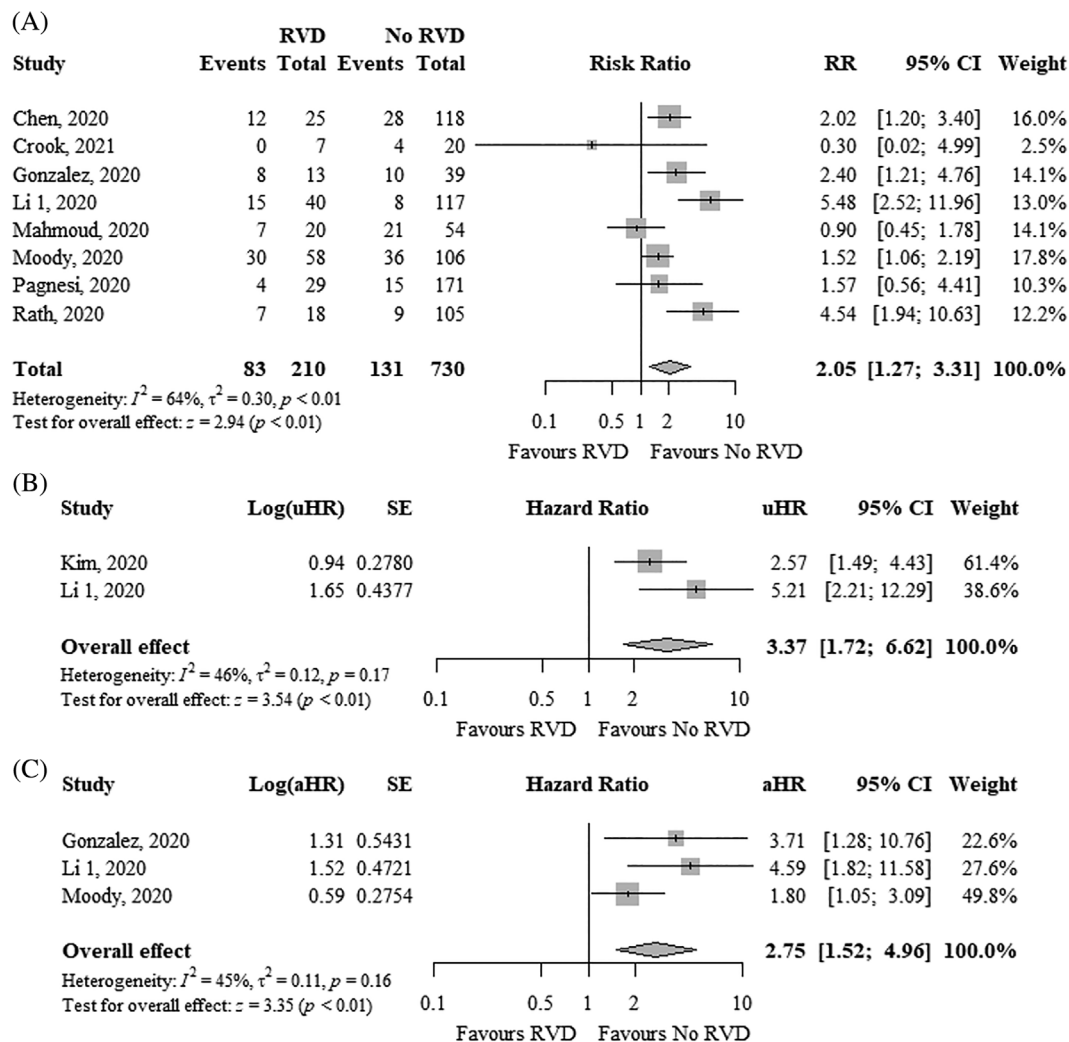 (A)
RVD No RVD
Study Events Total Events Total Risk Ratio RR 95% CI Weight
Chen, 2020 12 25 28 118 2.02 [1.20; 3.40] 16.0%
Crook, 2021 0 7 4 20 0.30 [0.02; 4.99] 2.5%
Gonzalez, 2020 8 13 10 39 2.40 [1.21; 4.76] 14.1%
Li 1, 2020 15 40 8 117 5.48 [2.52; 11.96] 13.0%
Mahmoud, 2020 7 20 21 54 0.90 [0.45; 1.78] 14.1%
Moody, 2020 30 58 36 106 1.52 [1.06; 2.19] 17.8%
Pagnesi, 2020 4 29 15 171 1.57 [0.56; 4.41] 10.3%
Rath, 2020 7 18 9 105 4.54 [1.94; 10.63] 12.2%
Total 83 210 131 730 2.05 [1.27; 3.31] 100.0%
Heterogeneity: I² = 64%, τ² = 0.30, p < 0.01
Test for overall effect: z = 2.94 (p < 0.01)
0.1 0.5 1 2 10
Favours RVD Favours No RVD
(B)
Study Log(uHR) SE Hazard Ratio uHR 95% CI Weight
Kim, 2020 0.94 0.2780 2.57 [1.49; 4.43] 61.4%
Li 1, 2020 1.65 0.4377 5.21 [2.21; 12.29] 38.6%
Overall effect 3.37 [1.72; 6.62] 100.0%
Heterogeneity: I² = 46%, τ² = 0.12, p = 0.17
Test for overall effect: z = 3.54 (p < 0.01)
0.1 0.5 1 2 10
Favours RVD Favours No RVD
(C)
Study Log(aHR) SE Hazard Ratio aHR 95% CI Weight
Gonzalez, 2020 1.31 0.5431 3.71 [1.28; 10.76] 22.6%
Li 1, 2020 1.52 0.4721 4.59 [1.82; 11.58] 27.6%
Moody, 2020 0.59 0.2754 1.80 [1.05; 3.09] 49.8%
Overall effect 2.75 [1.52; 4.96] 100.0%
Heterogeneity: I² = 45%, τ² = 0.11, p = 0.16
Test for overall effect: z = 3.35 (p < 0.01)
0.1 0.5 1 2 10
Favours RVD Favours No RVD